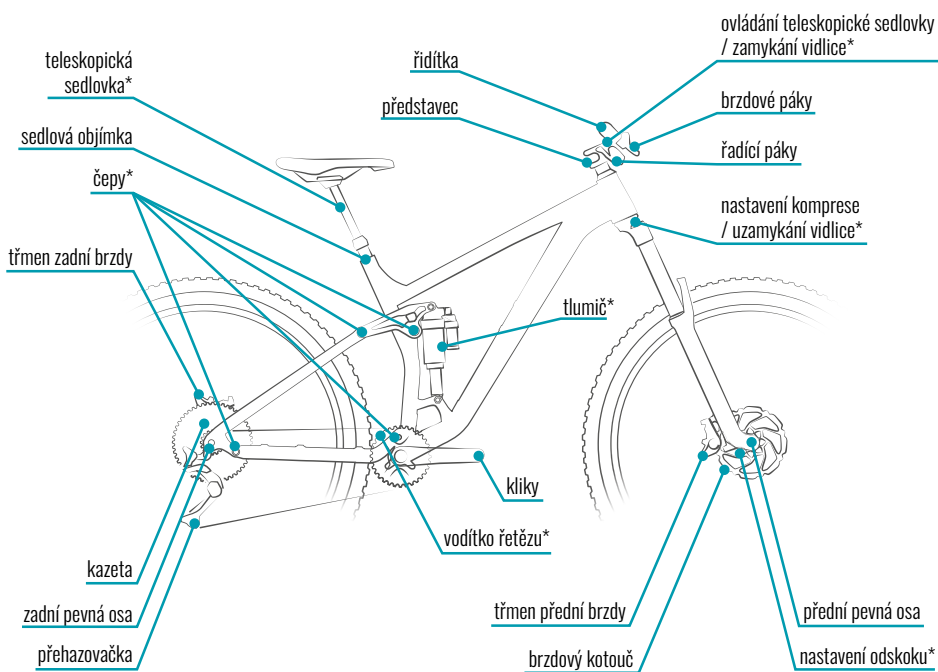 teleskopická
sedlovka*
sedlová objímka
čepy*
třmen zadní brzdy
kazeta
zadní pevná osa
přehazovačka
řidítka
představec
ovládání teleskopické sedlovky
/ zamykání vidlice*
brzdové páky
řadící páky
nastavení komprese
/ uzamykání vidlice*
tlumič*
kliky
vodítko řetězu*
třmen přední brzdy
brzdový kotouč
přední pevná osa
nastavení odskoku*